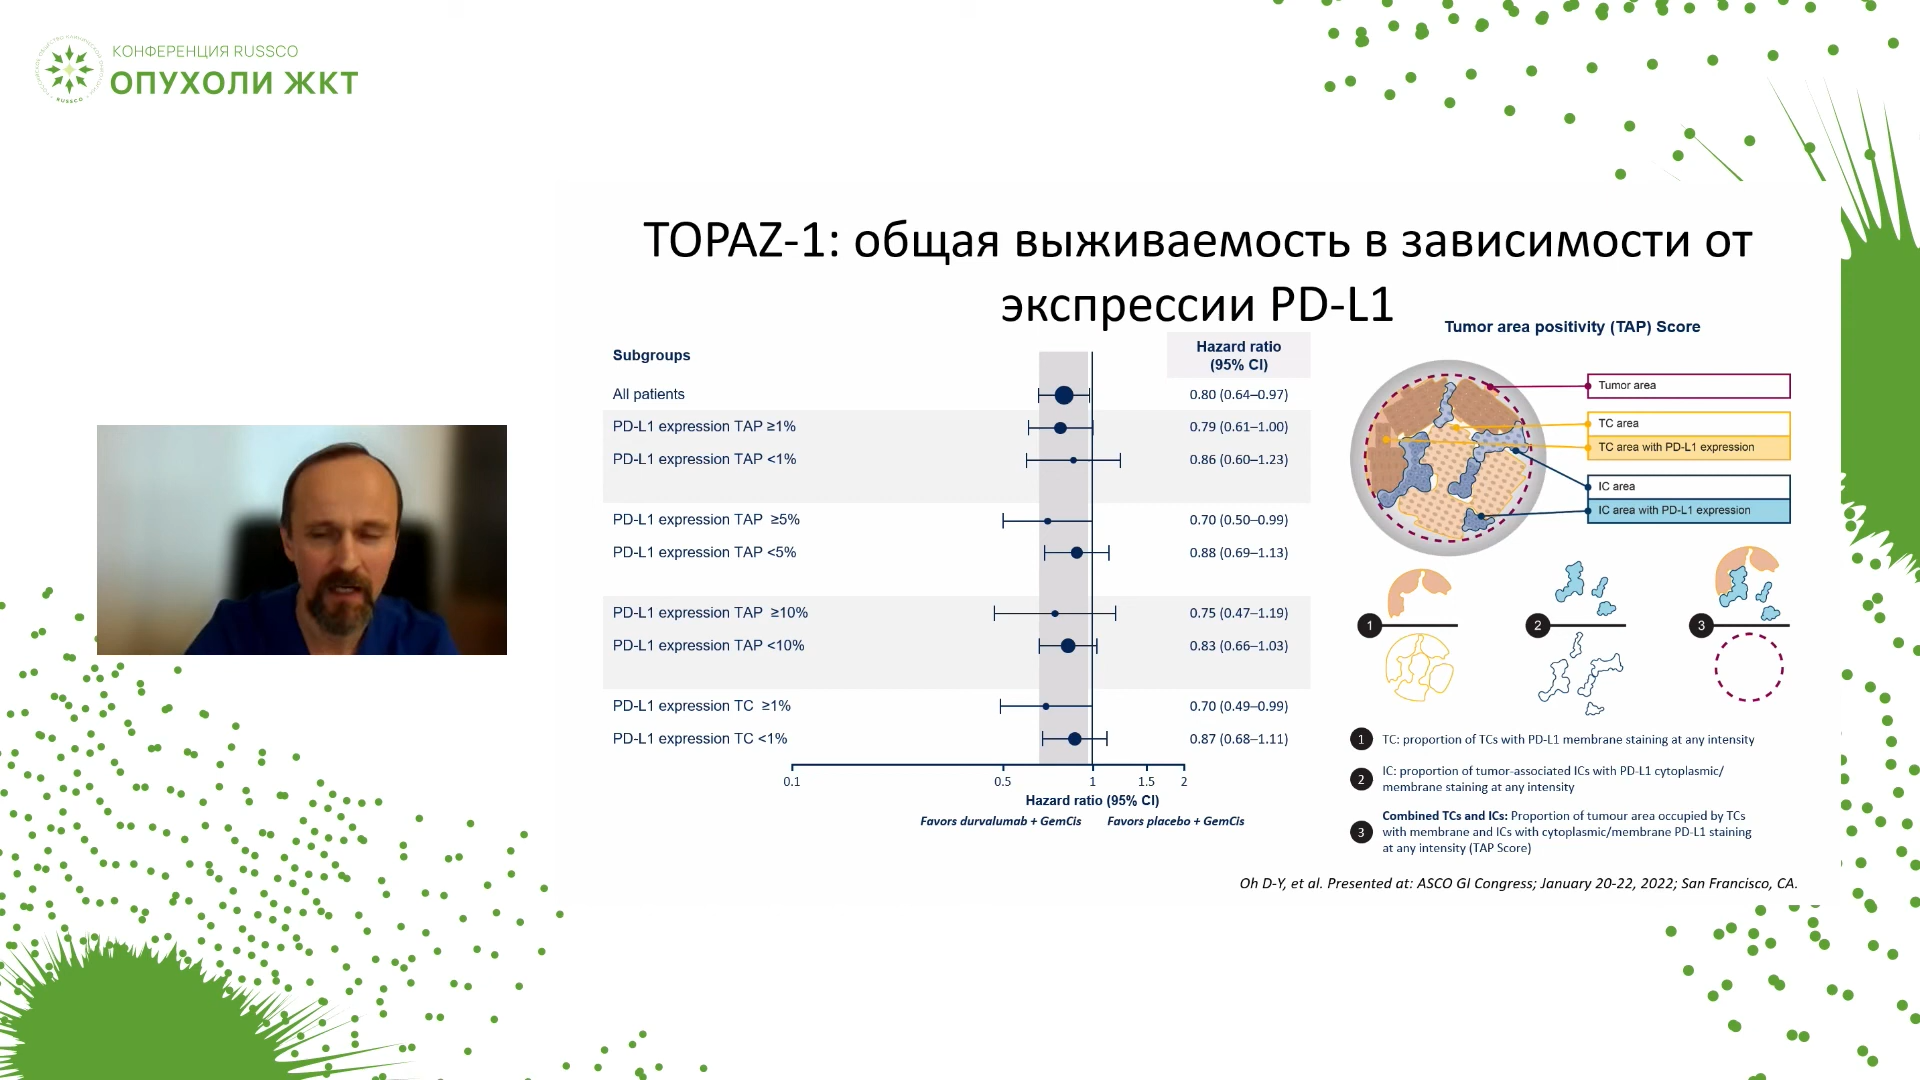 КОНФЕРЕНЦИЯ RUSSCO
ОПУХОЛИ ЖКТ
RUSSCO
TOPAZ-1: общая выживаемость в зависимости от
экспрессии PD-L1
Subgroups
Hazard ratio
(95% CI)
All patients 0.80 (0.64–0.97)
PD-L1 expression TAP ≥1% 0.79 (0.61–1.00)
PD-L1 expression TAP <1% 0.86 (0.60–1.23)
PD-L1 expression TAP ≥5% 0.70 (0.50–0.99)
PD-L1 expression TAP <5% 0.88 (0.69–1.13)
PD-L1 expression TAP ≥10% 0.75 (0.47–1.19)
PD-L1 expression TAP <10% 0.83 (0.66–1.03)
PD-L1 expression TC ≥1% 0.70 (0.49–0.99)
PD-L1 expression TC <1% 0.87 (0.68–1.11)
0.1 0.5 1 1.5 2
Hazard ratio (95% CI)
Favors durvalumab + GemCis Favors placebo + GemCis
Tumor area positivity (TAP) Score
Tumor area
TC area
TC area with PD-L1 expression
IC area
IC area with PD-L1 expression
1 2 3
1 TC: proportion of TCs with PD-L1 membrane staining at any intensity
2 IC: proportion of tumor-associated ICs with PD-L1 cytoplasmic/
membrane staining at any intensity
3 Combined TCs and ICs: Proportion of tumour area occupied by TCs
with membrane and ICs with cytoplasmic/membrane PD-L1 staining
at any intensity (TAP Score)
Oh D-Y, et al. Presented at: ASCO GI Congress; January 20-22, 2022; San Francisco, CA.